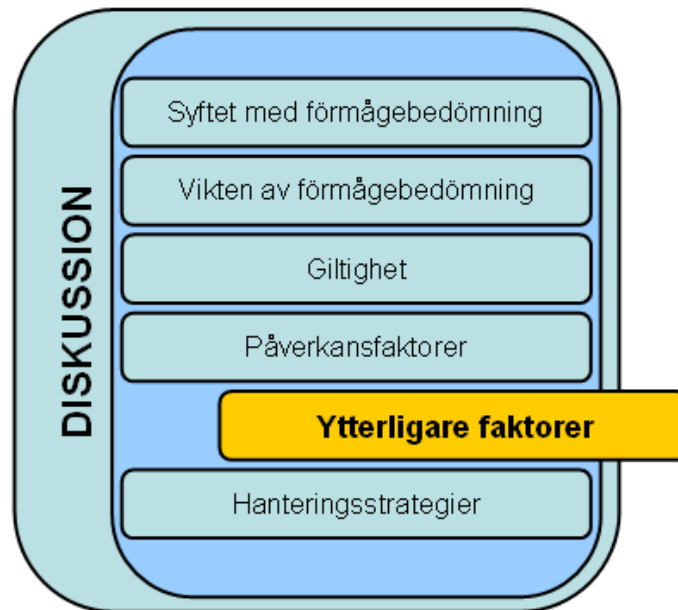 DISKUSSION
Syftet med förmågebedömning
Vikten av förmågebedömning
Giltighet
Påverkansfaktorer
Ytterligare faktorer
Hanteringsstrategier